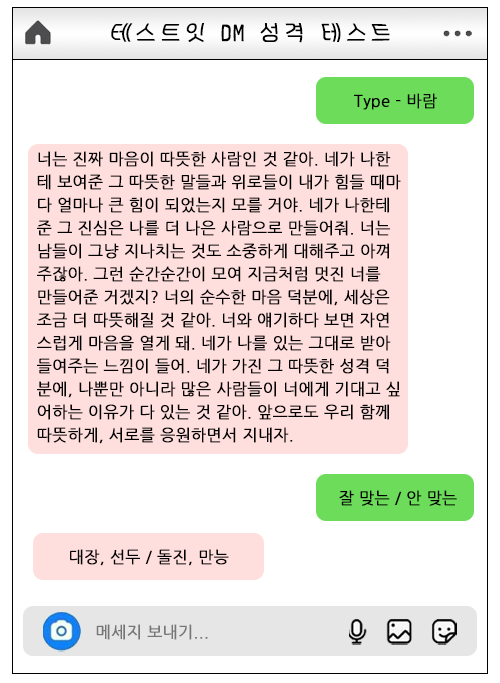 테스트잇 DM 성격 테스트
Type - 바람
너는 진짜 마음이 따뜻한 사람인 것 같아. 네가 나한
테 보여준 그 따뜻한 말들과 위로들이 내가 힘들 때마
다 얼마나 큰 힘이 되었는지 모를 거야. 네가 나한테
준 그 진심은 나를 더 나은 사람으로 만들어줘. 너는
남들이 그냥 지나치는 것도 소중하게 대해주고 아껴
주잖아. 그런 순간순간이 모여 지금처럼 멋진 너를
만들어준 거겠지? 너의 순수한 마음 덕분에, 세상은
조금 더 따뜻해질 것 같아. 너와 얘기하다 보면 자연
스럽게 마음을 열게 돼. 네가 나를 있는 그대로 받아
들여주는 느낌이 들어. 네가 가진 그 따뜻한 성격 덕
분에, 나뿐만 아니라 많은 사람들이 너에게 기대고 싶
어하는 이유가 다 있는 것 같아. 앞으로도 우리 함께
따뜻하게, 서로를 응원하면서 지내자.
잘 맞는 / 안 맞는
대장, 선두 / 돌진, 만능
메세지 보내기...